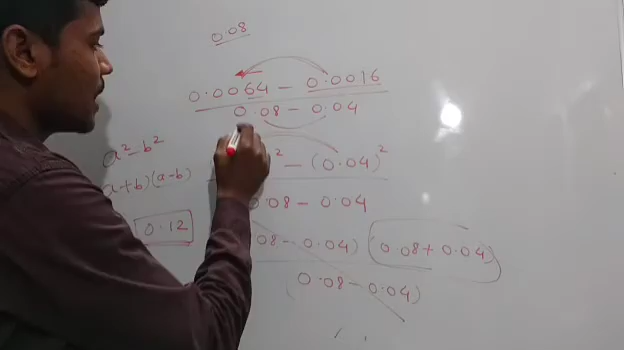 0.08
0.0064 - 0.0016
0.08 - 0.04
a² - b²
² - (0.04)²
a+b)(a-b)
0.08 - 0.04
0.12
08 - 0.04) (0.08 + 0.04)
(0.08 - 0.04)